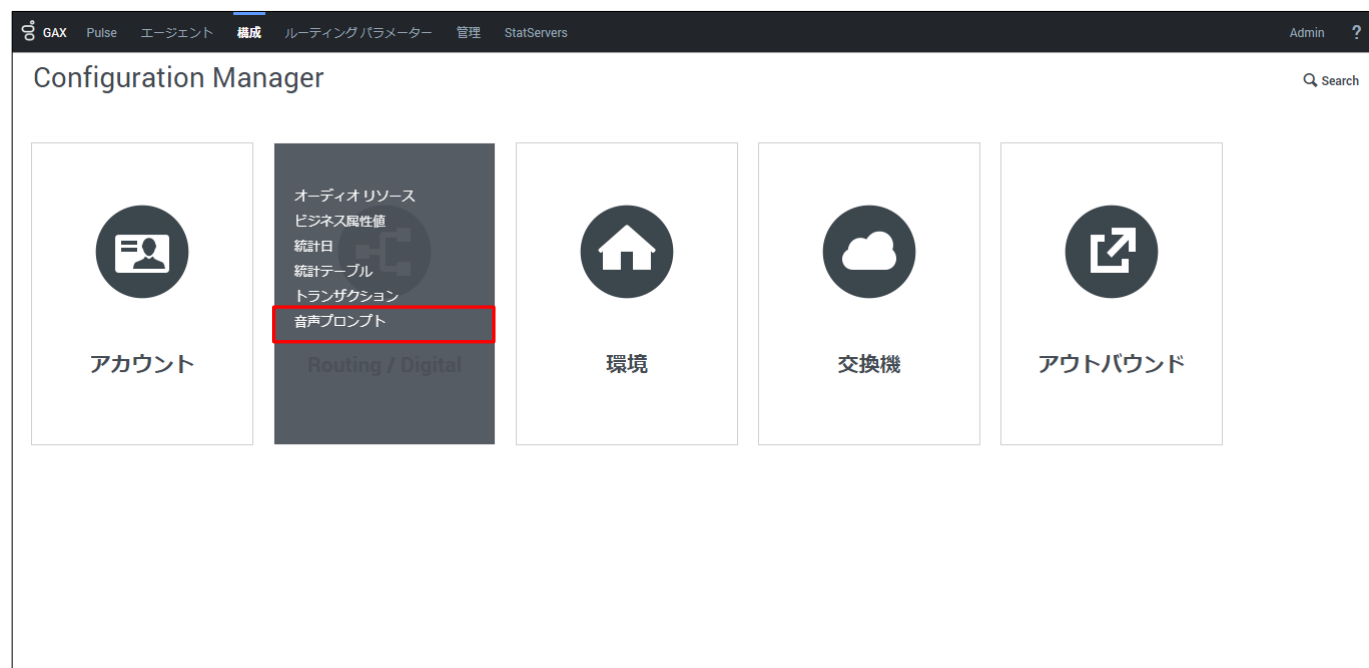 GAX Pulse エージェント 構成 ルーティング パラメーター 管理 StatServers Admin ?
Configuration Manager
Search
オーディオ リソース
ビジネス属性値
統計日
統計テーブル
トランザクション
音声プロンプト
アカウント
Routing / Digital
環境
交換機
アウトバウンド